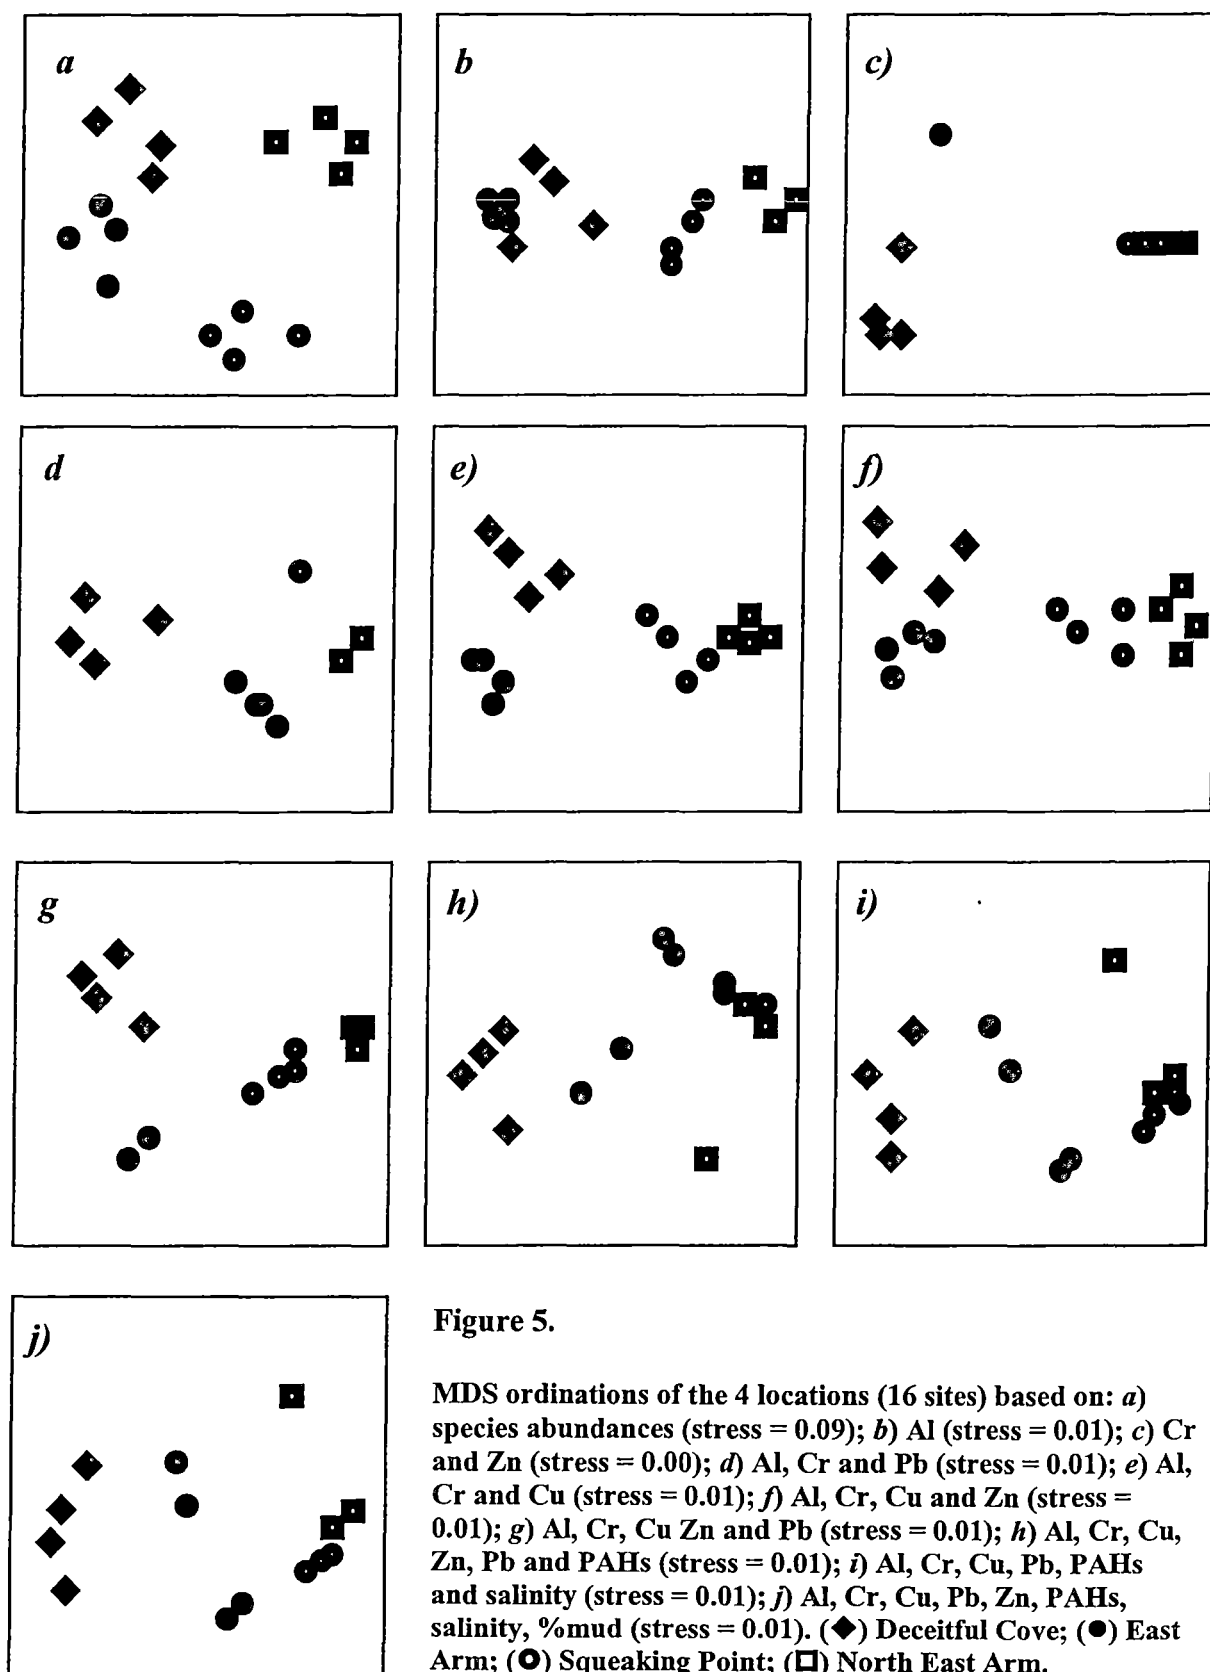 a
b
c)
d
e)
f)
g
h)
i)
j)
Figure 5.
MDS ordinations of the 4 locations (16 sites) based on: a)
species abundances (stress = 0.09); b) Al (stress = 0.01); c) Cr
and Zn (stress = 0.00); d) Al, Cr and Pb (stress = 0.01); e) Al,
Cr and Cu (stress = 0.01); f) Al, Cr, Cu and Zn (stress =
0.01); g) Al, Cr, Cu Zn and Pb (stress = 0.01); h) Al, Cr, Cu,
Zn, Pb and PAHs (stress = 0.01); i) Al, Cr, Cu, Pb, PAHs
and salinity (stress = 0.01); j) Al, Cr, Cu, Pb, Zn, PAHs,
salinity, %mud (stress = 0.01). (◆) Deceitful Cove; (●) East
Arm; (○) Squeaking Point; (□) North East Arm.